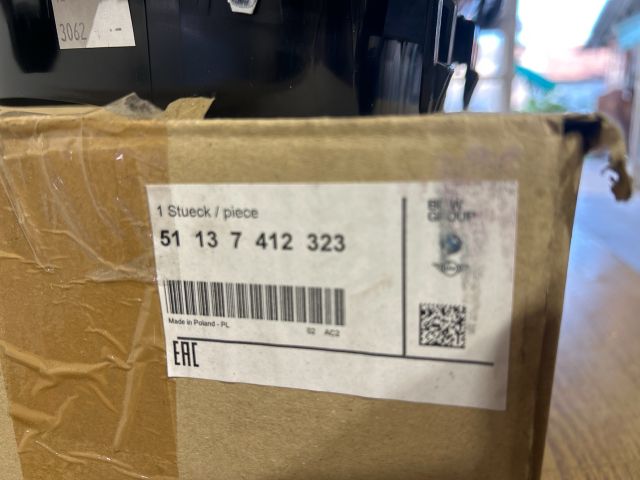 3062
1 Stueck / piece
51 13 7 412 323
BMW
GROUP
Made in Poland - PL
02 AC2
EAC